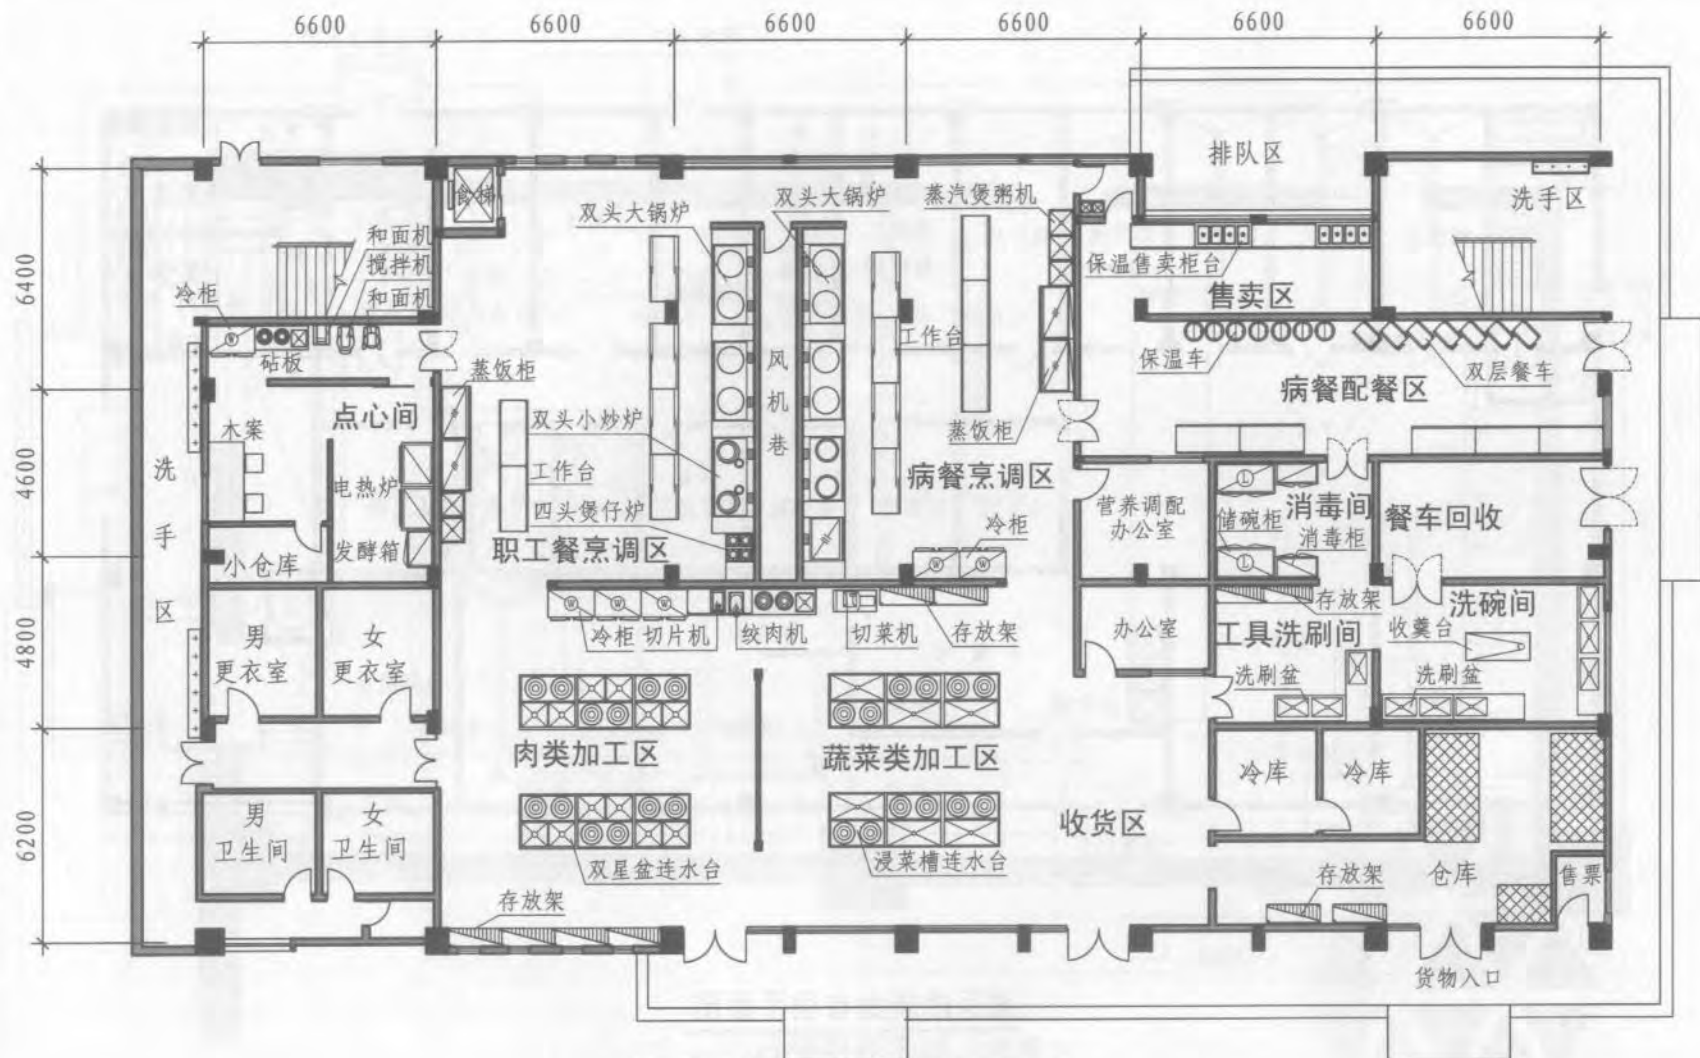 6600 6600 6600 6600 6600 6600
6400
4600
4800
6200
排队区
洗手区
食梯
双头大锅炉
双头大锅炉
蒸汽煲粥机
和面机
搅拌机
和面机
冷柜
砧板
保温售卖柜台
售卖区
工作台
保温车
双层餐车
病餐配餐区
蒸饭柜
点心间
木案
双头小炒炉
风机巷
蒸饭柜
病餐烹调区
洗手区
电热炉
工作台
四头煲仔炉
职工餐烹调区
冷柜
营养调配
办公室
储碗柜
消毒间
消毒柜
餐车回收
小仓库
发酵箱
男
更衣室
女
更衣室
冷柜
切片机
绞肉机
切菜机
存放架
办公室
存放架
工具洗刷间
洗碗间
收羹台
洗刷盆
洗刷盆
肉类加工区
蔬菜类加工区
冷库
冷库
男
卫生间
女
卫生间
收货区
双星盆连水台
浸菜槽连水台
存放架
存放架
仓库
售票
货物入口
W
W
W
W
W
W
L
L